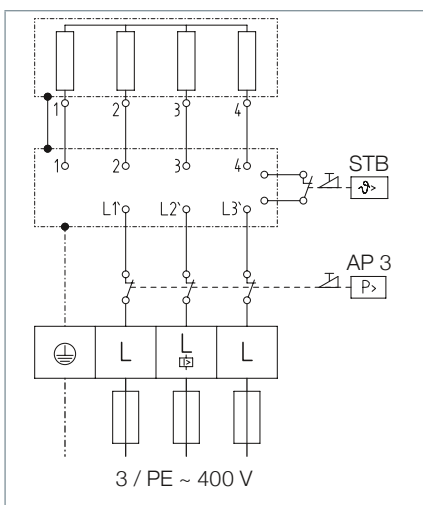 1 2 3 4
1 2 3 4
STB
ϑ>
L1` L2` L3`
AP 3
P>
L L L
I>
3 / PE ~ 400 V